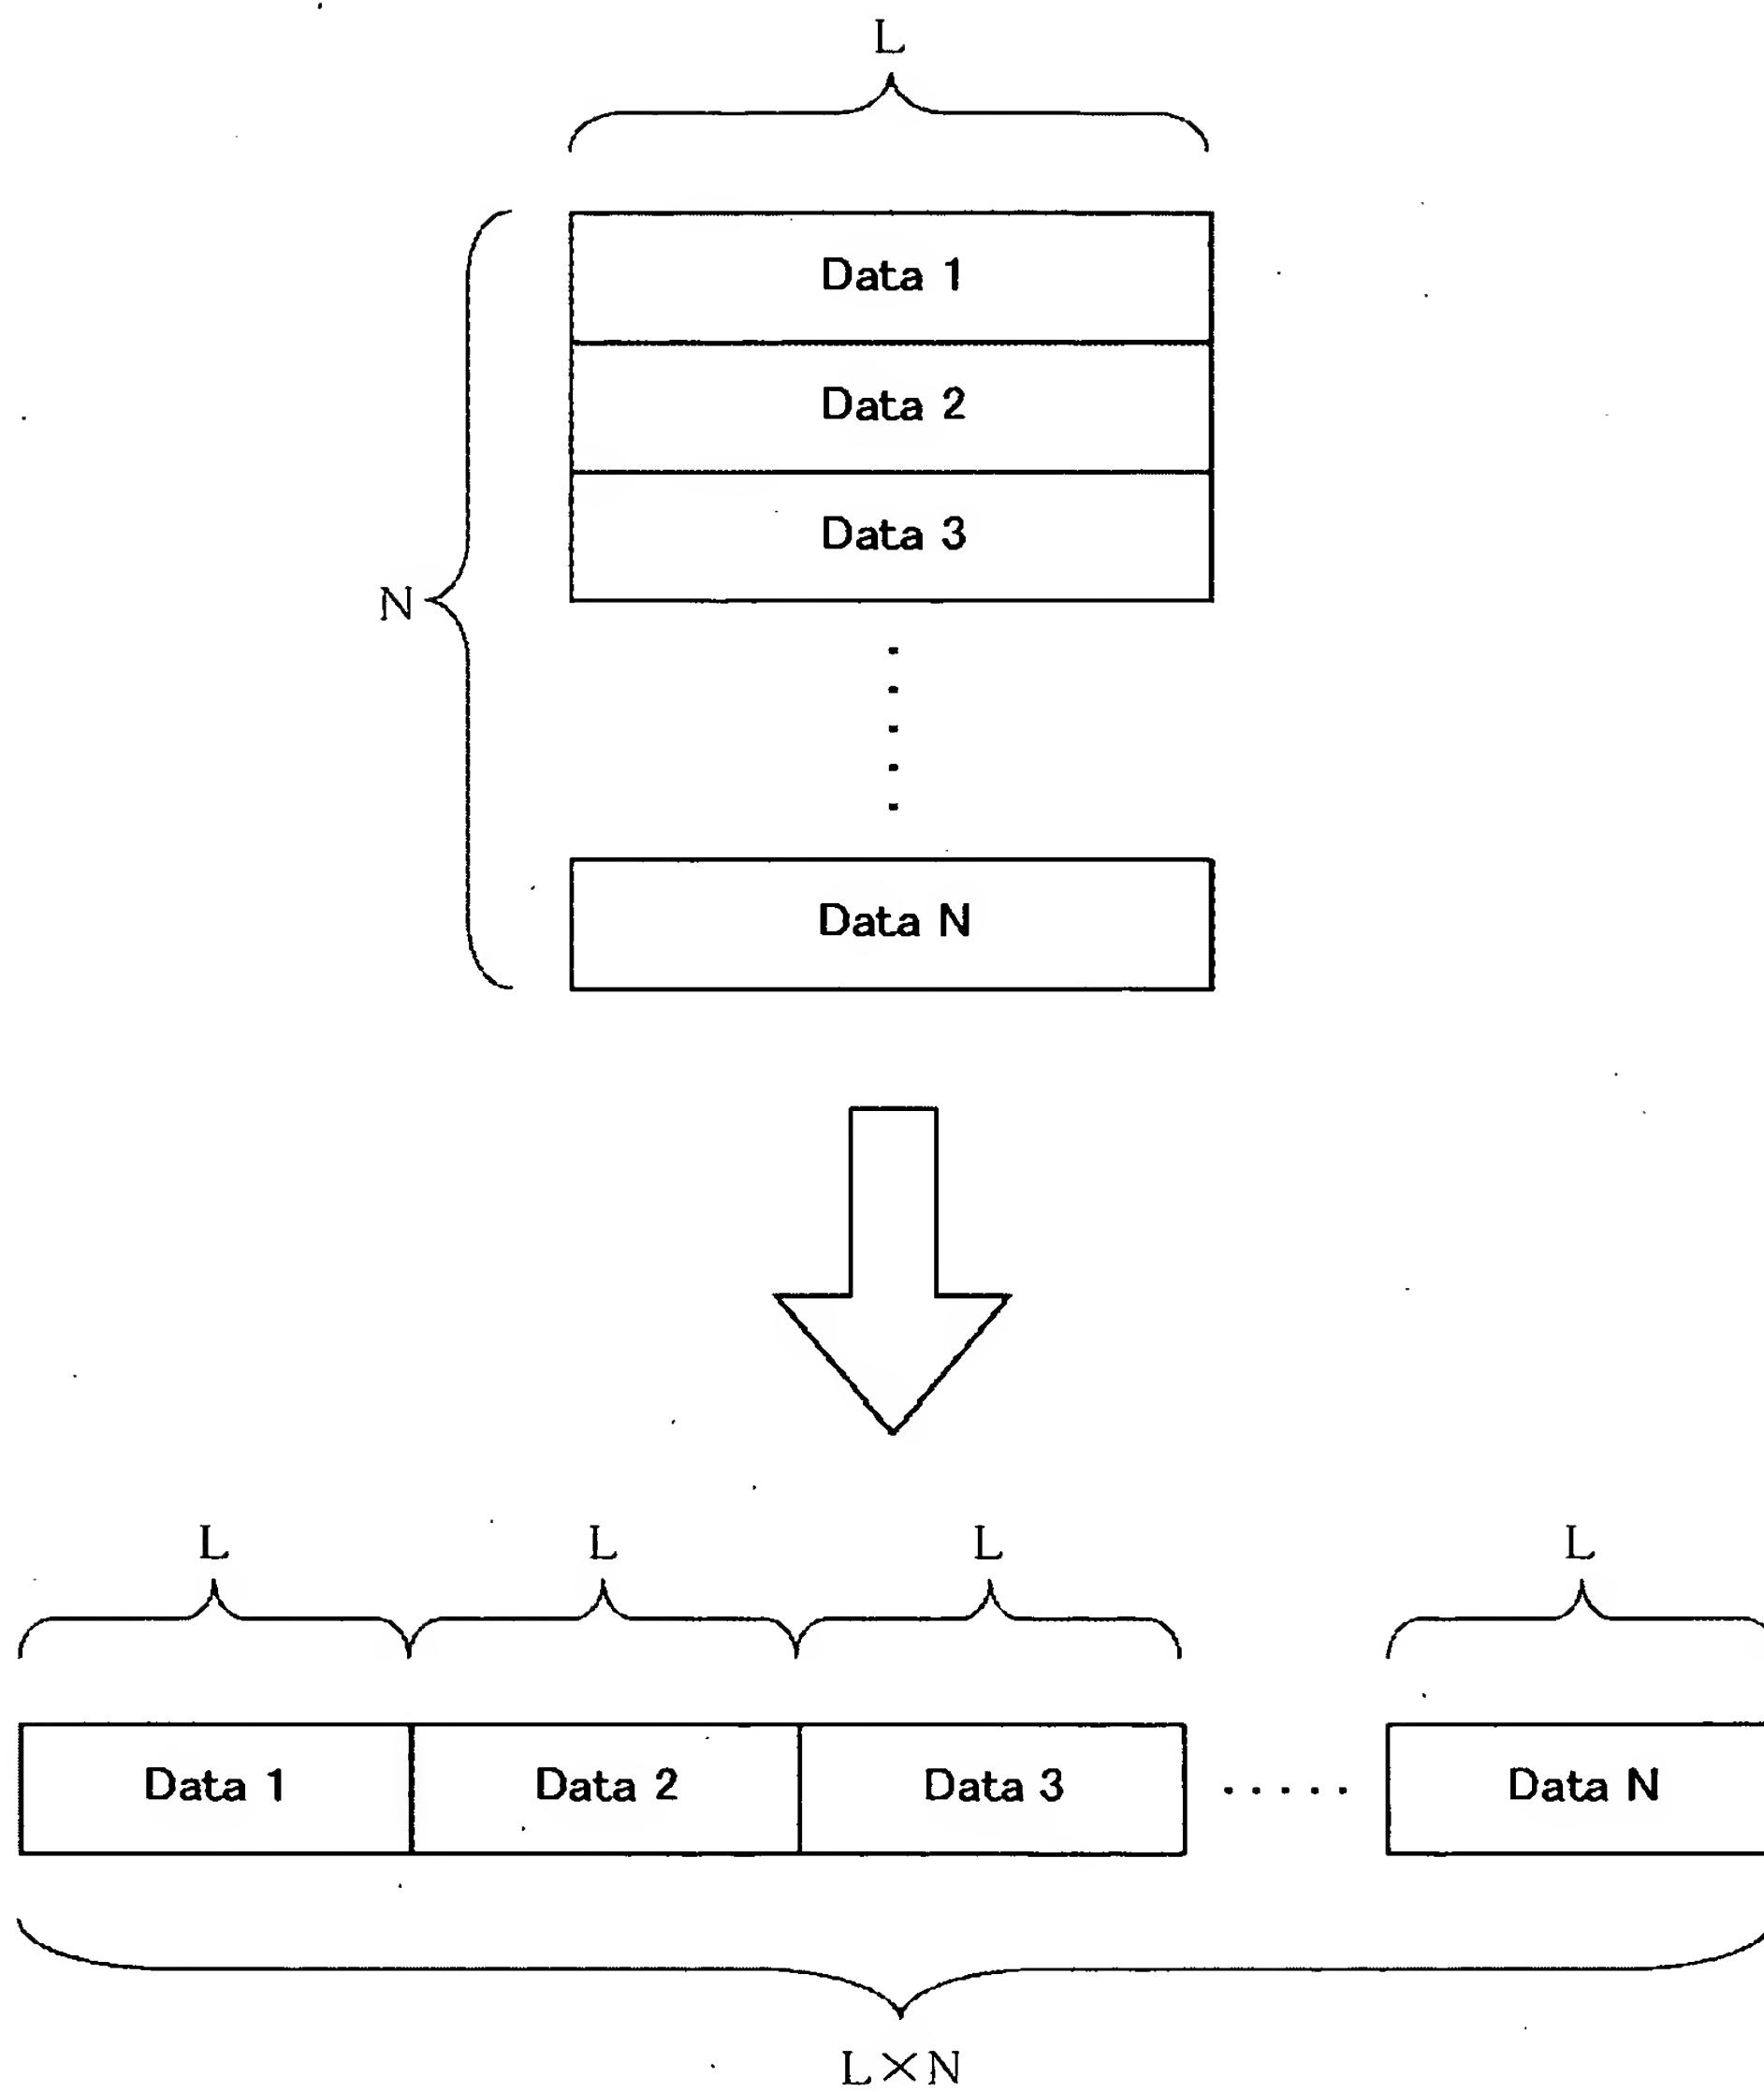 L
Data 1
Data 2
Data 3
N
Data N
L L L L
Data 1 Data 2 Data 3 ..... Data N
L×N